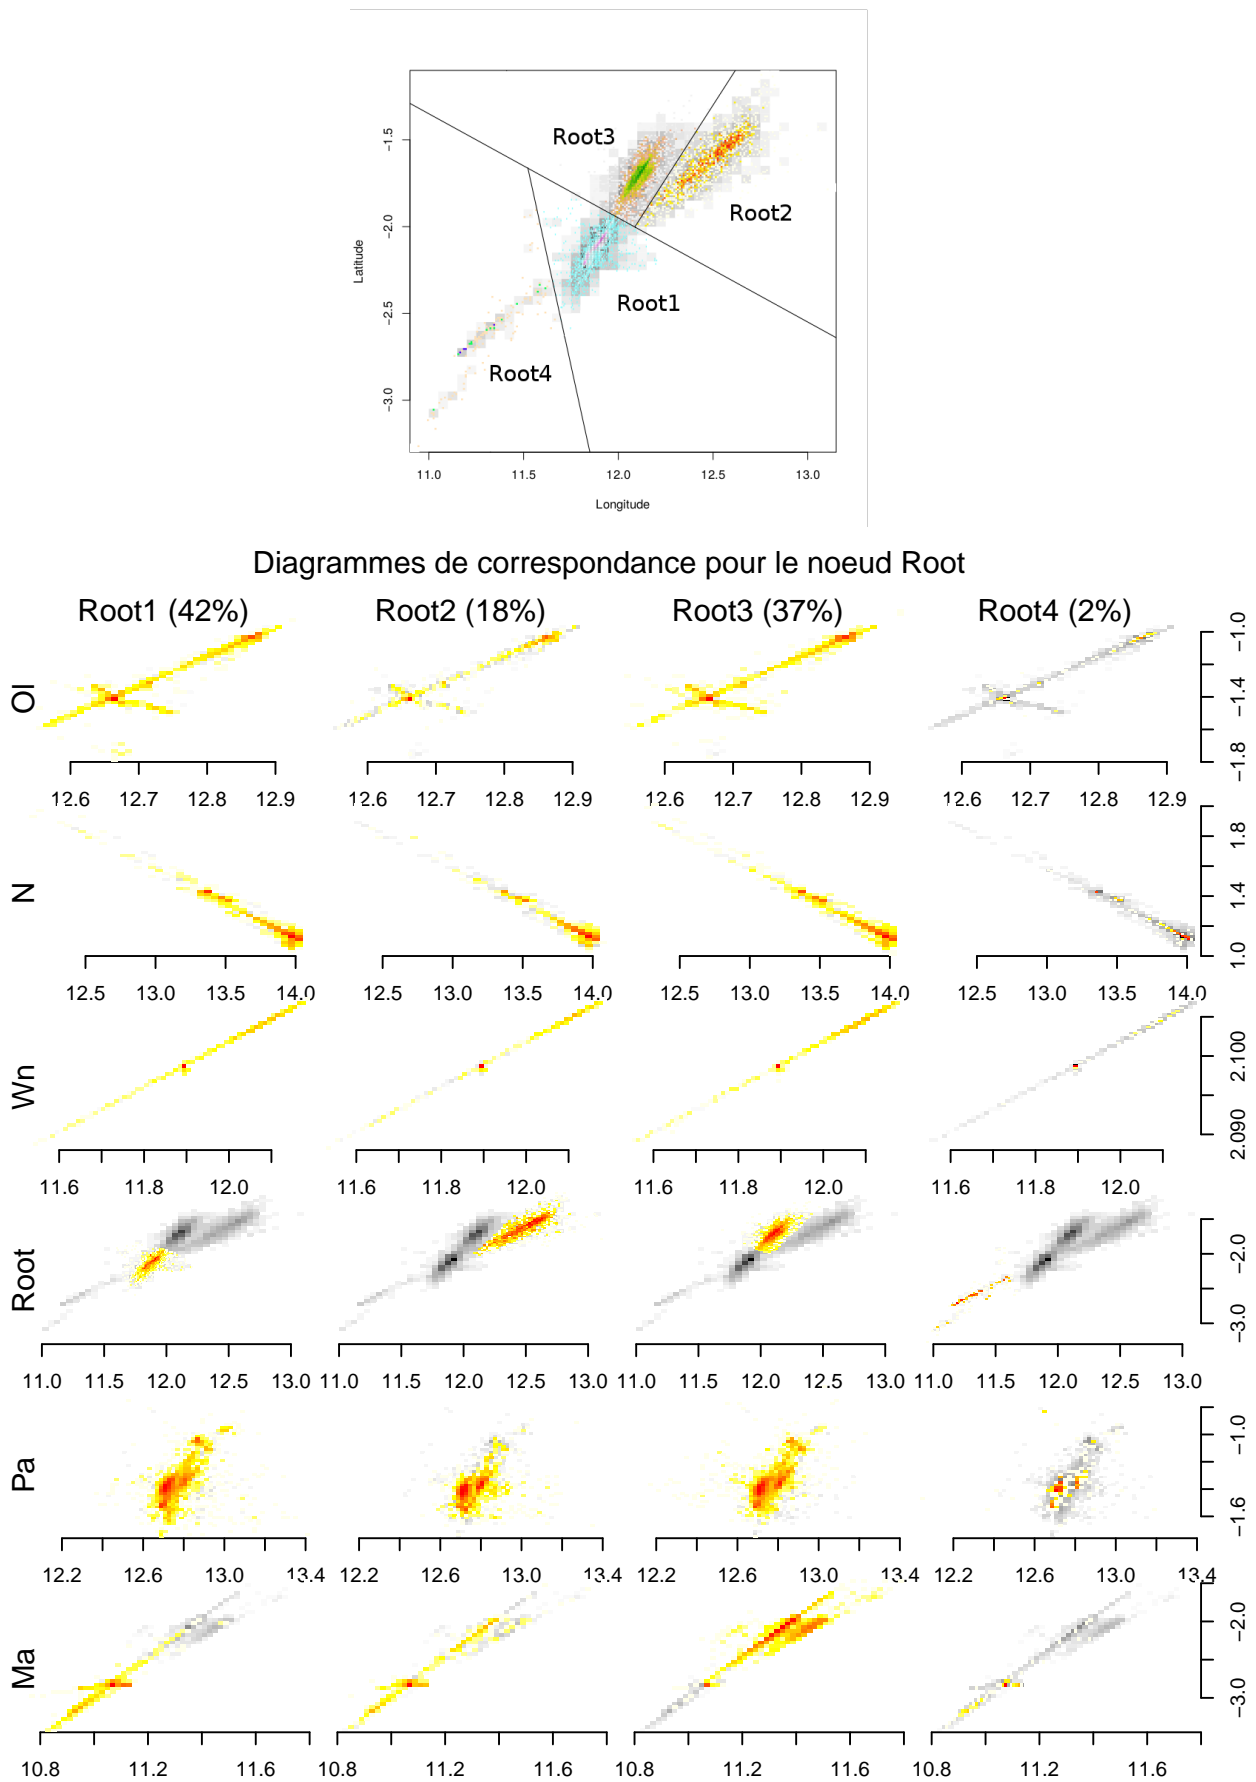 -1.5
Root3
Root2
-2.0
Latitude
Root1
-2.5
Root4
-3.0
11.0 11.5 12.0 12.5 13.0
Longitude
Diagrammes de correspondance pour le noeud Root
Root1 (42%) Root2 (18%) Root3 (37%) Root4 (2%)
Ol
-1.0
-1.4
-1.8
12.6 12.7 12.8 12.9 12.6 12.7 12.8 12.9 12.6 12.7 12.8 12.9 12.6 12.7 12.8 12.9
N
1.8
1.4
1.0
12.5 13.0 13.5 14.0 12.5 13.0 13.5 14.0 12.5 13.0 13.5 14.0 12.5 13.0 13.5 14.0
Wn
2.100
2.090
11.6 11.8 12.0 11.6 11.8 12.0 11.6 11.8 12.0 11.6 11.8 12.0
Root
-2.0
-3.0
11.0 11.5 12.0 12.5 13.0 11.0 11.5 12.0 12.5 13.0 11.0 11.5 12.0 12.5 13.0 11.0 11.5 12.0 12.5 13.0
Pa
-1.0
-1.6
12.2 12.6 13.0 13.4 12.2 12.6 13.0 13.4 12.2 12.6 13.0 13.4 12.2 12.6 13.0 13.4
Ma
-2.0
-3.0
10.8 11.2 11.6 10.8 11.2 11.6 10.8 11.2 11.6 10.8 11.2 11.6